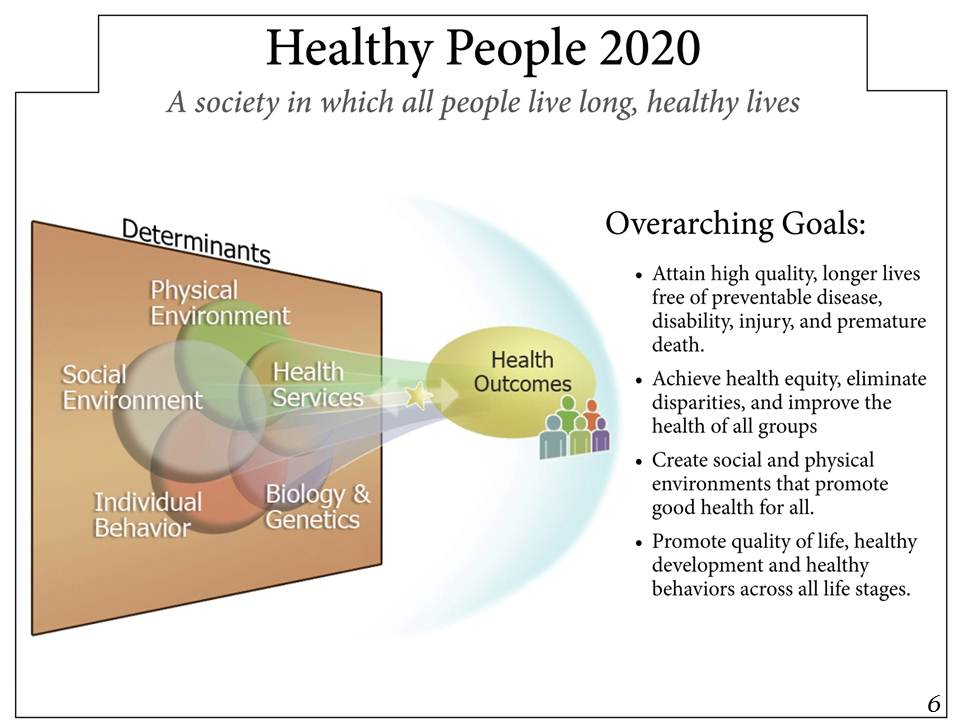 Healthy People 2020
A society in which all people live long, healthy lives
Determinants
Physical
Environment
Social
Environment
Health
Services
Individual
Behavior
Biology &
Genetics
Health
Outcomes
Overarching Goals:
• Attain high quality, longer lives
free of preventable disease,
disability, injury, and premature
death.
• Achieve health equity, eliminate
disparities, and improve the
health of all groups
• Create social and physical
environments that promote
good health for all.
• Promote quality of life, healthy
development and healthy
behaviors across all life stages.
6